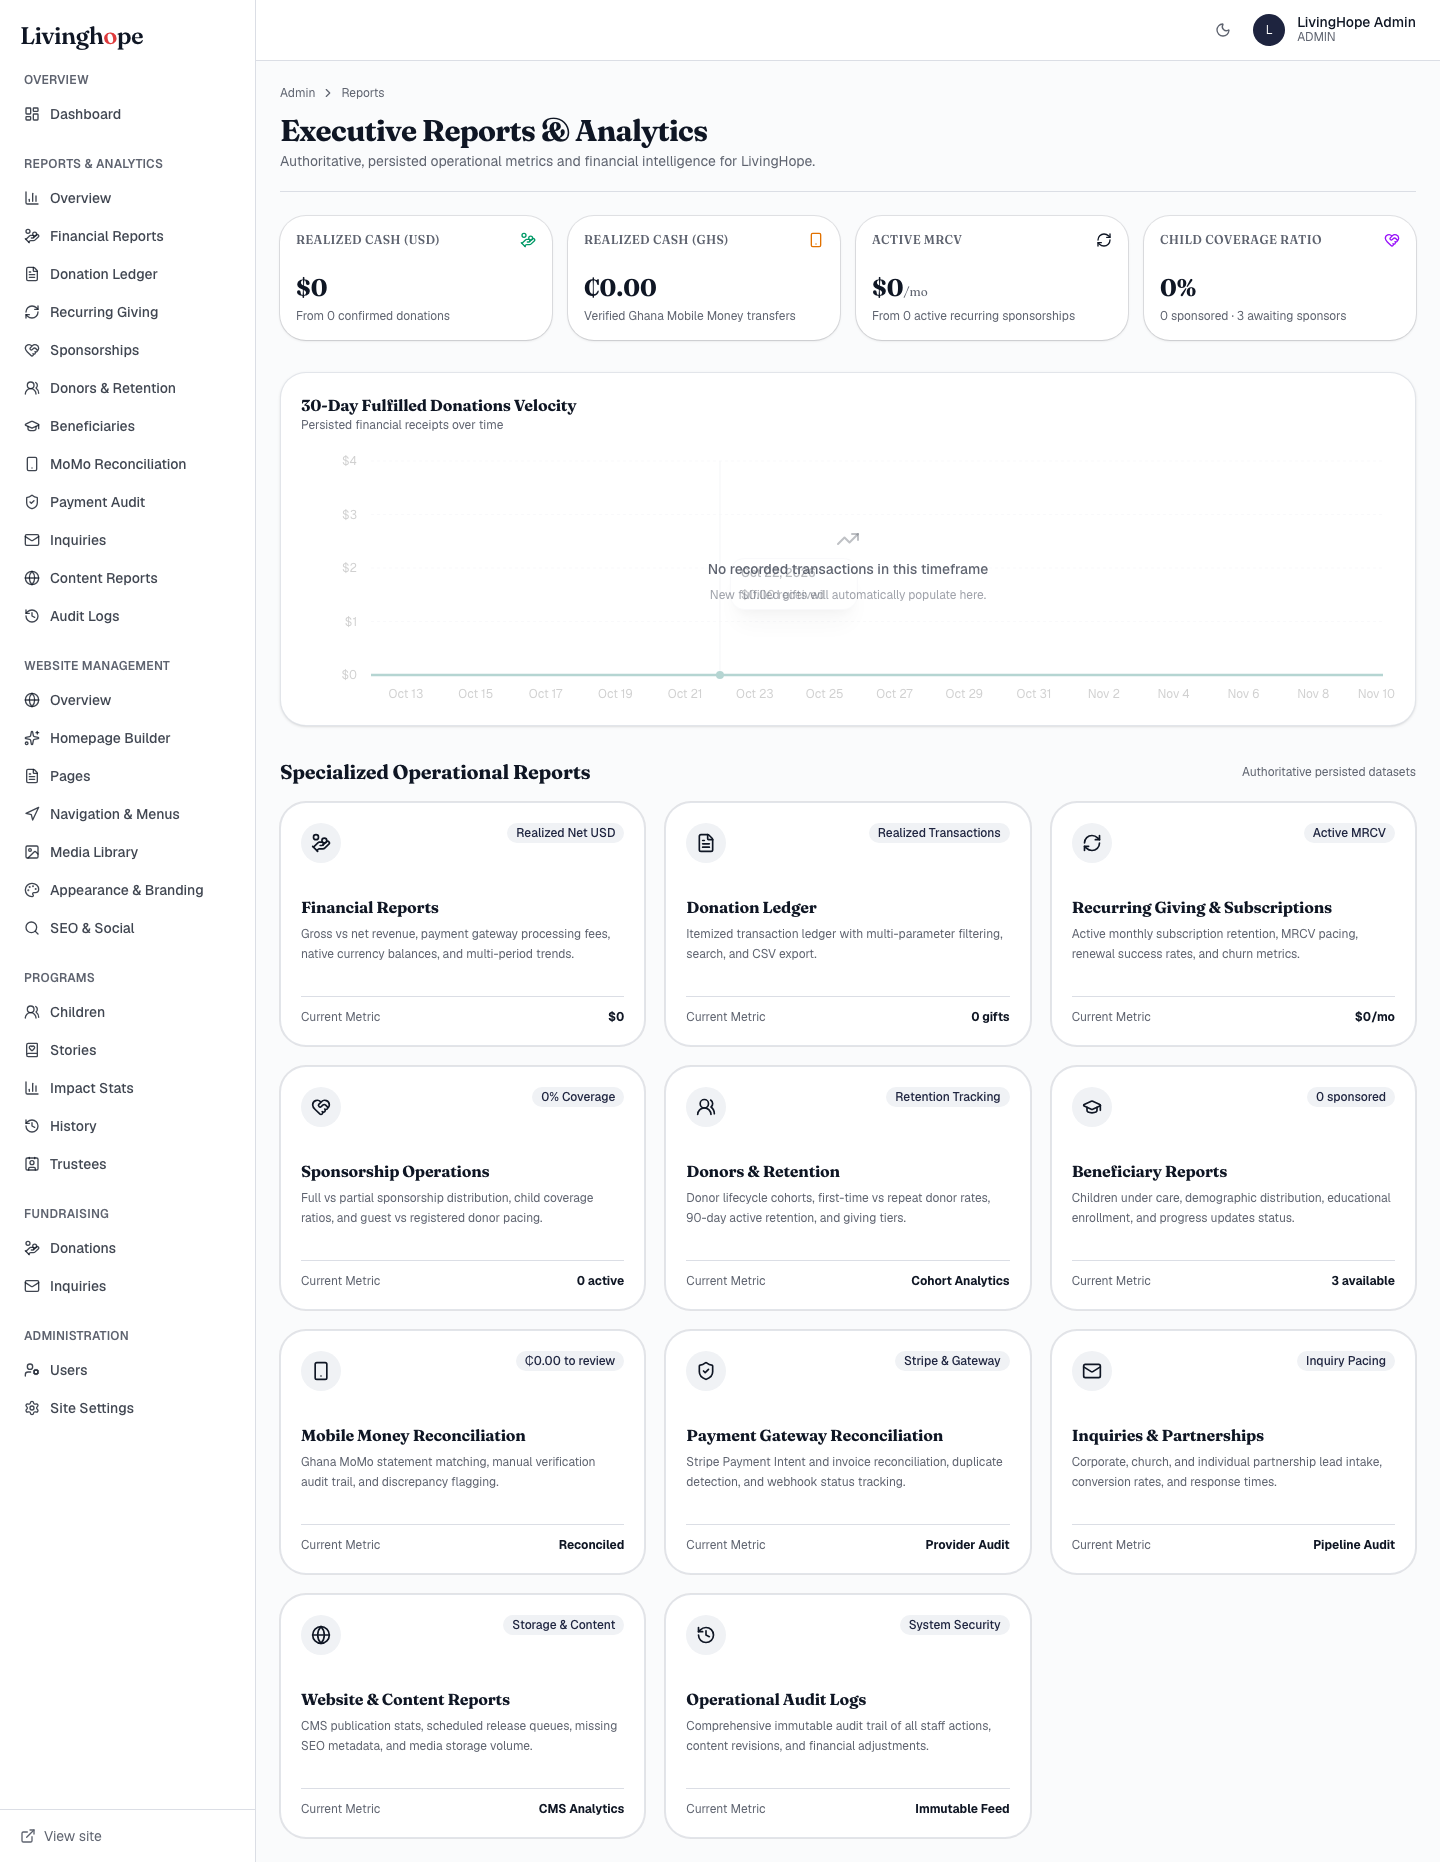 Livinghope
OVERVIEW
Dashboard
REPORTS & ANALYTICS
Overview
Financial Reports
Donation Ledger
Recurring Giving
Sponsorships
Donors & Retention
Beneficiaries
MoMo Reconciliation
Payment Audit
Inquiries
Content Reports
Audit Logs
WEBSITE MANAGEMENT
Overview
Homepage Builder
Pages
Navigation & Menus
Media Library
Appearance & Branding
SEO & Social
PROGRAMS
Children
Stories
Impact Stats
History
Trustees
FUNDRAISING
Donations
Inquiries
ADMINISTRATION
Users
Site Settings
View site
L
LivingHope Admin
ADMIN
Admin > Reports
Executive Reports & Analytics
Authoritative, persisted operational metrics and financial intelligence for LivingHope.
REALIZED CASH (USD)
$0
From 0 confirmed donations
REALIZED CASH (GHS)
₵0.00
Verified Ghana Mobile Money transfers
ACTIVE MRCV
$0/mo
From 0 active recurring sponsorships
CHILD COVERAGE RATIO
0%
0 sponsored · 3 awaiting sponsors
30-Day Fulfilled Donations Velocity
Persisted financial receipts over time
$4
$3
$2
$1
$0
No recorded transactions in this timeframe
New fulfilled gifts will automatically populate here.
Oct 13 Oct 15 Oct 17 Oct 19 Oct 21 Oct 23 Oct 25 Oct 27 Oct 29 Oct 31 Nov 2 Nov 4 Nov 6 Nov 8 Nov 10
Specialized Operational Reports
Authoritative persisted datasets
Realized Net USD
Financial Reports
Gross vs net revenue, payment gateway processing fees,
native currency balances, and multi-period trends.
Current Metric $0
Realized Transactions
Donation Ledger
Itemized transaction ledger with multi-parameter filtering,
search, and CSV export.
Current Metric 0 gifts
Active MRCV
Recurring Giving & Subscriptions
Active monthly subscription retention, MRCV pacing,
renewal success rates, and churn metrics.
Current Metric $0/mo
0% Coverage
Sponsorship Operations
Full vs partial sponsorship distribution, child coverage
ratios, and guest vs registered donor pacing.
Current Metric 0 active
Retention Tracking
Donors & Retention
Donor lifecycle cohorts, first-time vs repeat donor rates,
90-day active retention, and giving tiers.
Current Metric Cohort Analytics
0 sponsored
Beneficiary Reports
Children under care, demographic distribution, educational
enrollment, and progress updates status.
Current Metric 3 available
₵0.00 to review
Mobile Money Reconciliation
Ghana MoMo statement matching, manual verification
audit trail, and discrepancy flagging.
Current Metric Reconciled
Stripe & Gateway
Payment Gateway Reconciliation
Stripe Payment Intent and invoice reconciliation, duplicate
detection, and webhook status tracking.
Current Metric Provider Audit
Inquiry Pacing
Inquiries & Partnerships
Corporate, church, and individual partnership lead intake,
conversion rates, and response times.
Current Metric Pipeline Audit
Storage & Content
Website & Content Reports
CMS publication stats, scheduled release queues, missing
SEO metadata, and media storage volume.
Current Metric CMS Analytics
System Security
Operational Audit Logs
Comprehensive immutable audit trail of all staff actions,
content revisions, and financial adjustments.
Current Metric Immutable Feed